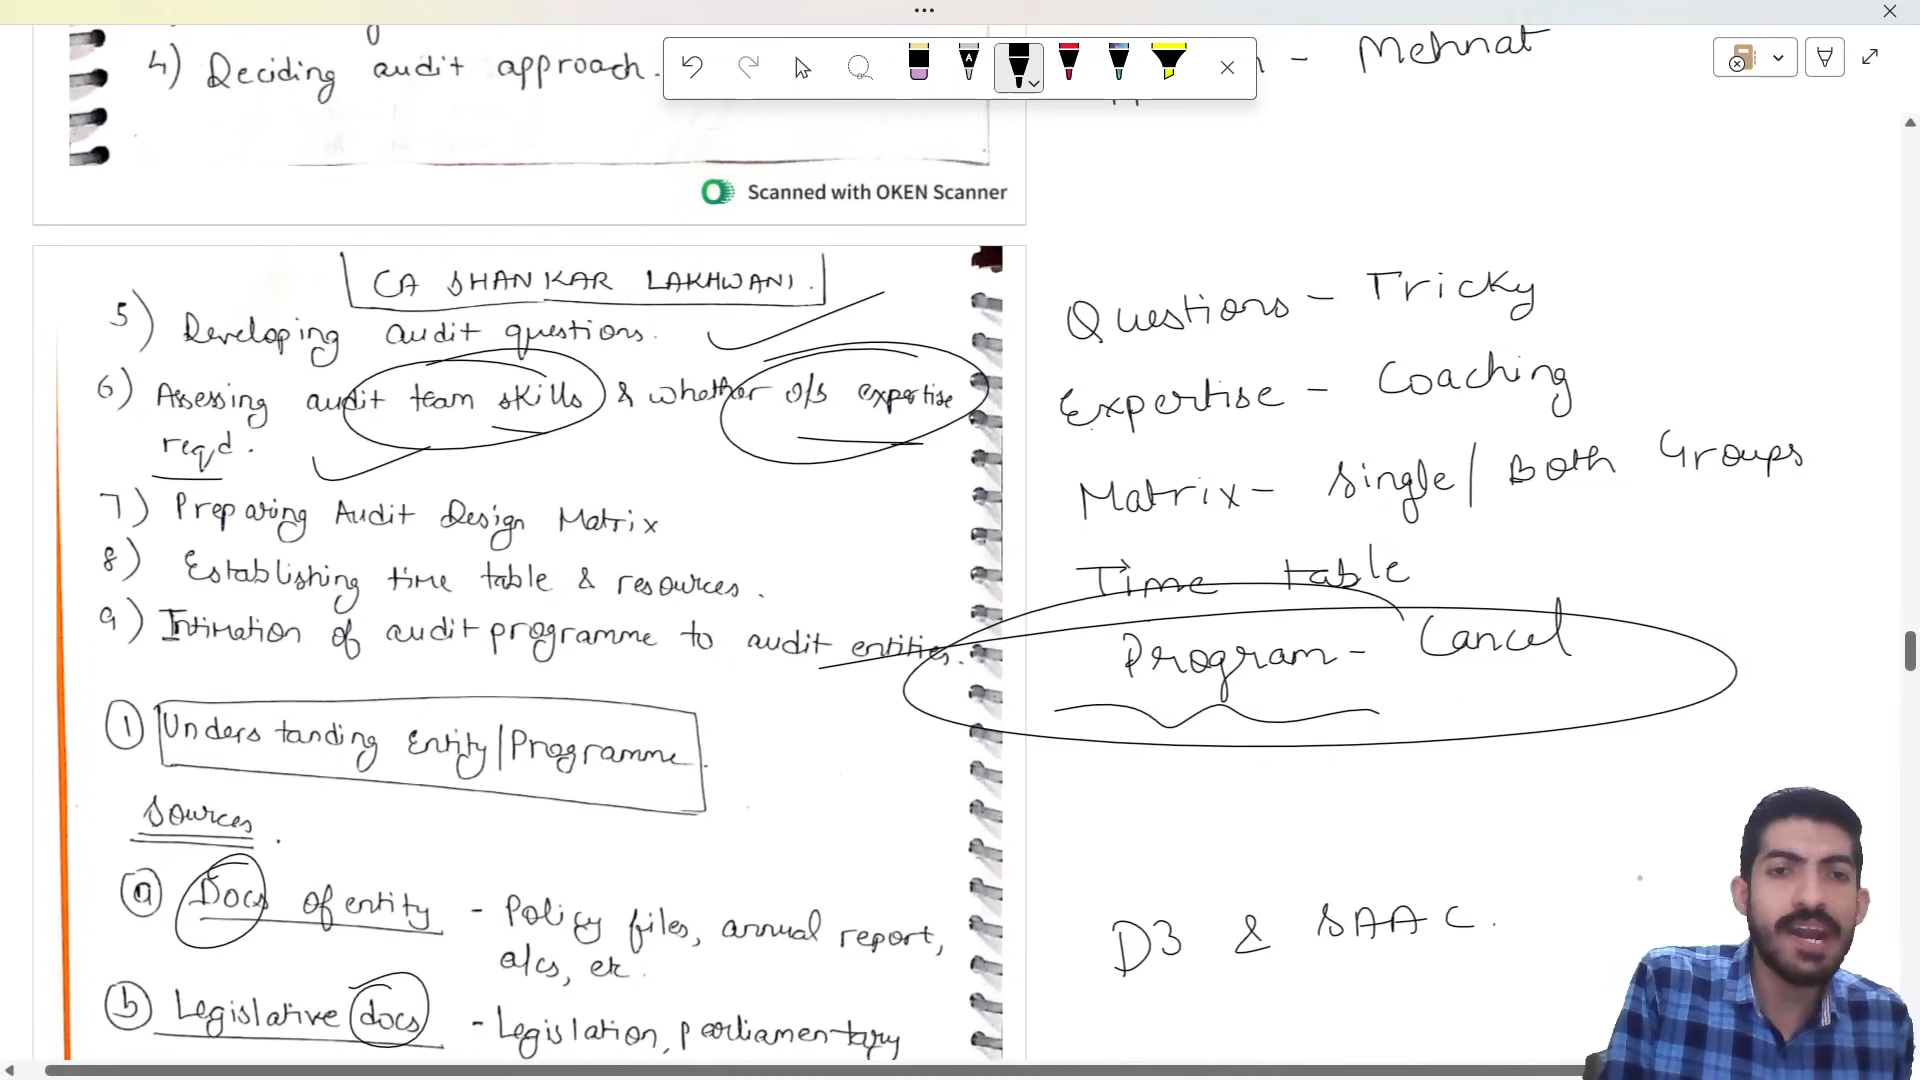 4) Deciding audit approach.
- Mehnat
Scanned with OKEN Scanner
CA SHANKAR LAKHWANI.
5) Developing audit questions.
6) Assessing audit team skills & whether o/s expertise
reqd.
7) Preparing Audit Design Matrix
8) Establishing time table & resources.
9) Intimation of audit programme to audit entities.
① Understanding Entity/Programme.
Sources.
ⓐ Docs of entity - Policy files, annual report,
a/cs, etc.
ⓑ Legislative docs - Legislation, parliamentary
Questions - Tricky
Expertise - Coaching
Matrix - Single/Both Groups
Time table
Program - Cancel
D3 & SAAC.